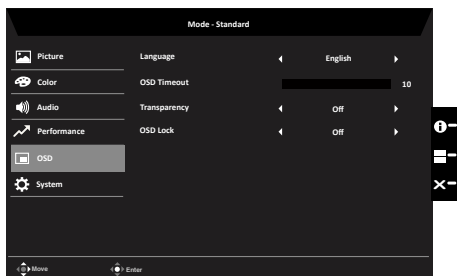 Mode - Standard
Picture
Language English
Color
OSD Timeout 10
Audio
Transparency Off
Performance
OSD Lock Off
OSD
System
Move Enter